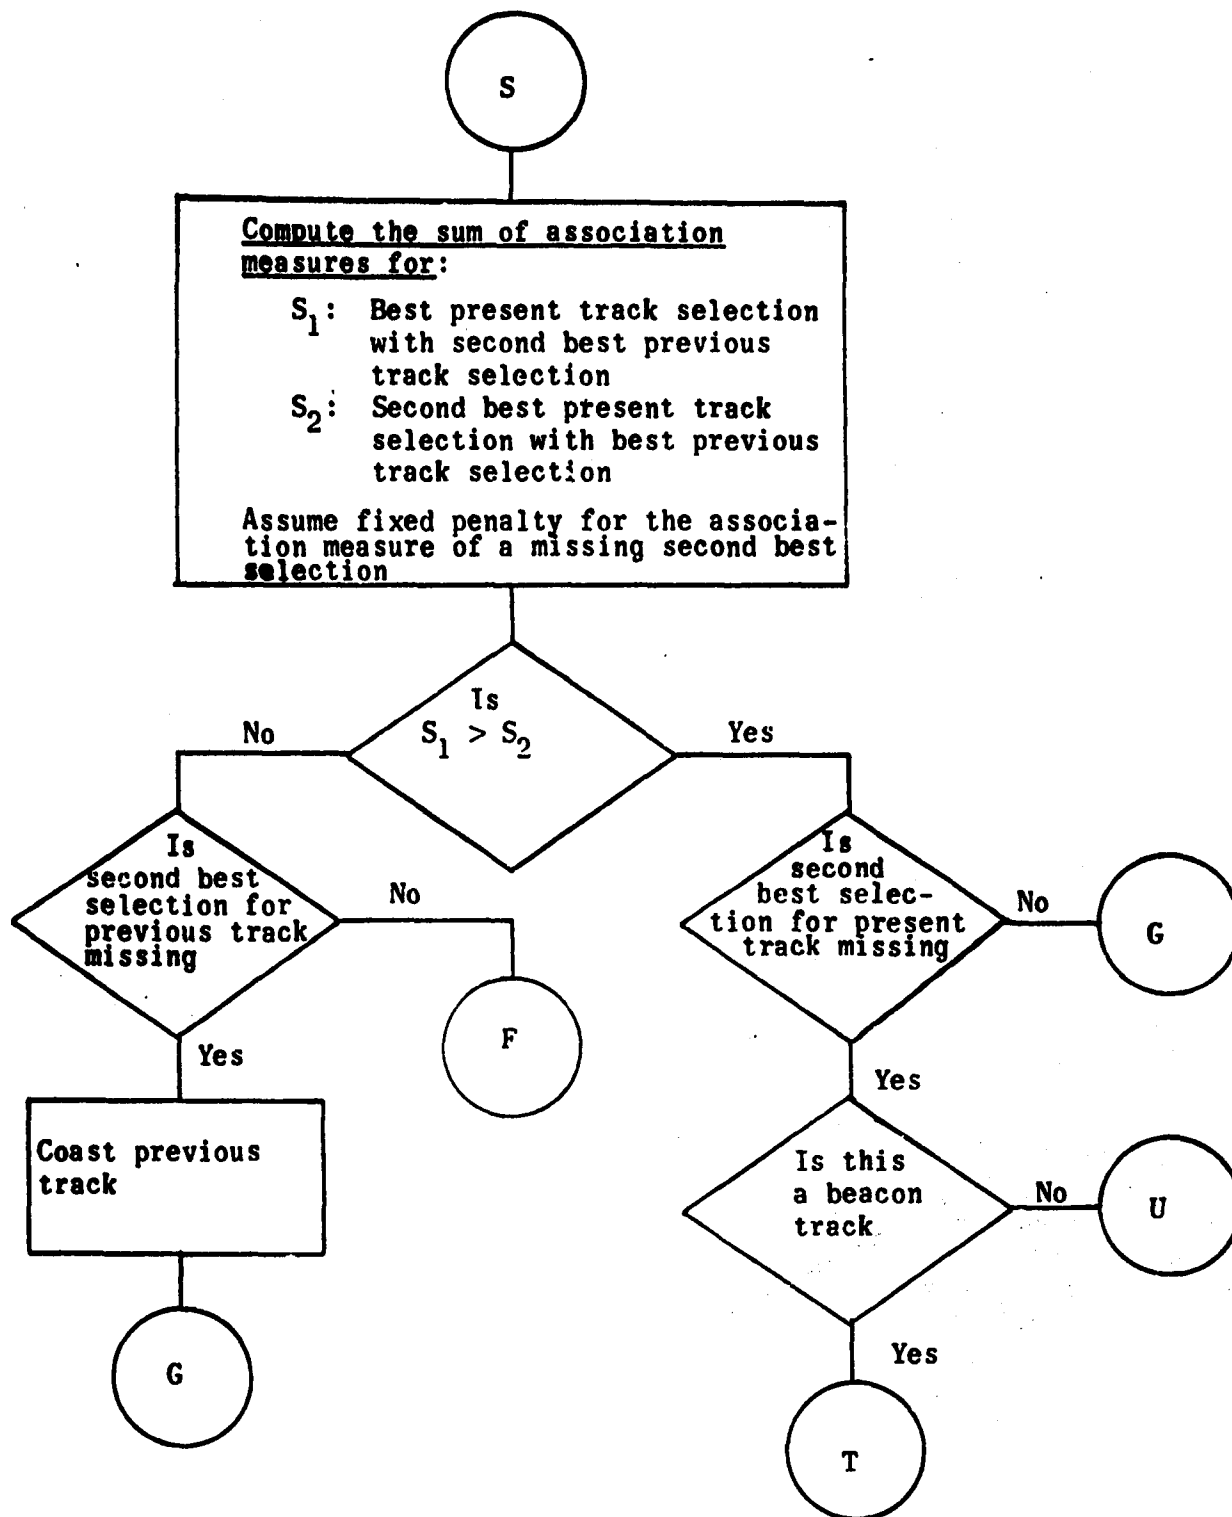 S
Compute the sum of association
measures for:
S1: Best present track selection
with second best previous
track selection
S2: Second best present track
selection with best previous
track selection
Assume fixed penalty for the associa-
tion measure of a missing second best
selection
Is
S1 > S2
No
Yes
Is
second best
selection for
previous track
missing
No
Is
second
best selec-
tion for present
track missing
No
G
F
Yes
Yes
Coast previous
track
Is this
a beacon
track
No
U
G
Yes
T